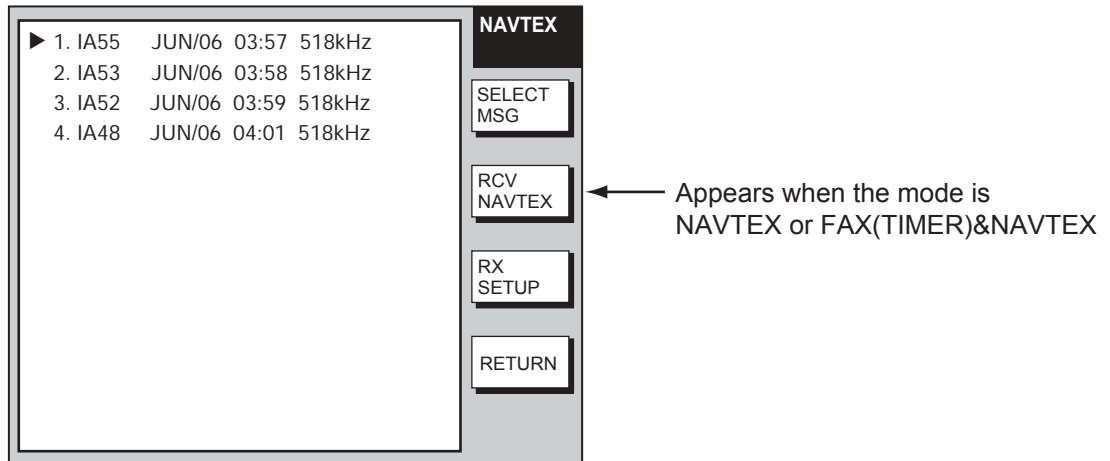 ▶ 1. IA55 JUN/06 03:57 518kHz
2. IA53 JUN/06 03:58 518kHz
3. IA52 JUN/06 03:59 518kHz
4. IA48 JUN/06 04:01 518kHz
NAVTEX
SELECT
MSG
RCV
NAVTEX
RX
SETUP
RETURN
Appears when the mode is
NAVTEX or FAX(TIMER)&NAVTEX